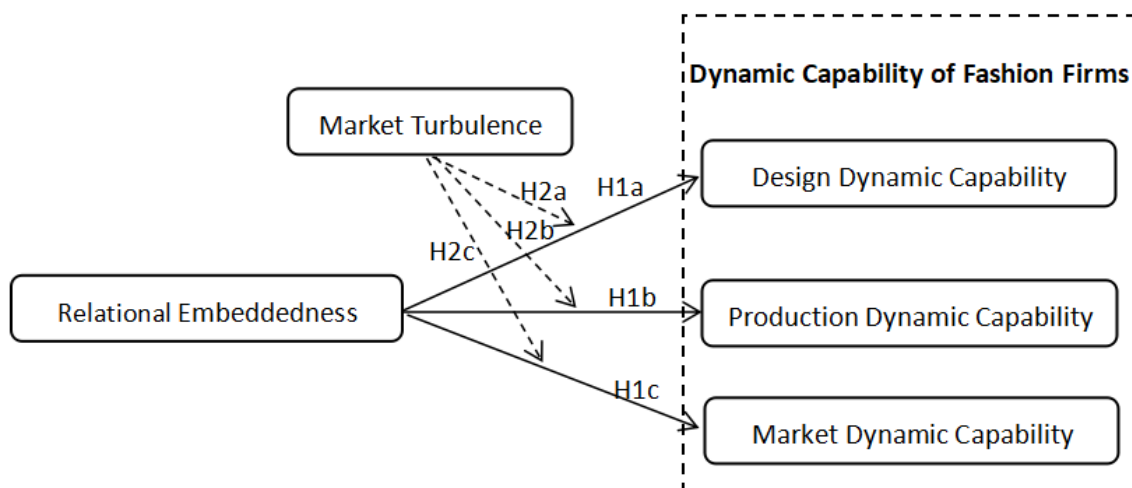 Dynamic Capability of Fashion Firms
Market Turbulence
Design Dynamic Capability
H2a
H1a
H2b
H2c
Relational Embeddedness
H1b
Production Dynamic Capability
H1c
Market Dynamic Capability